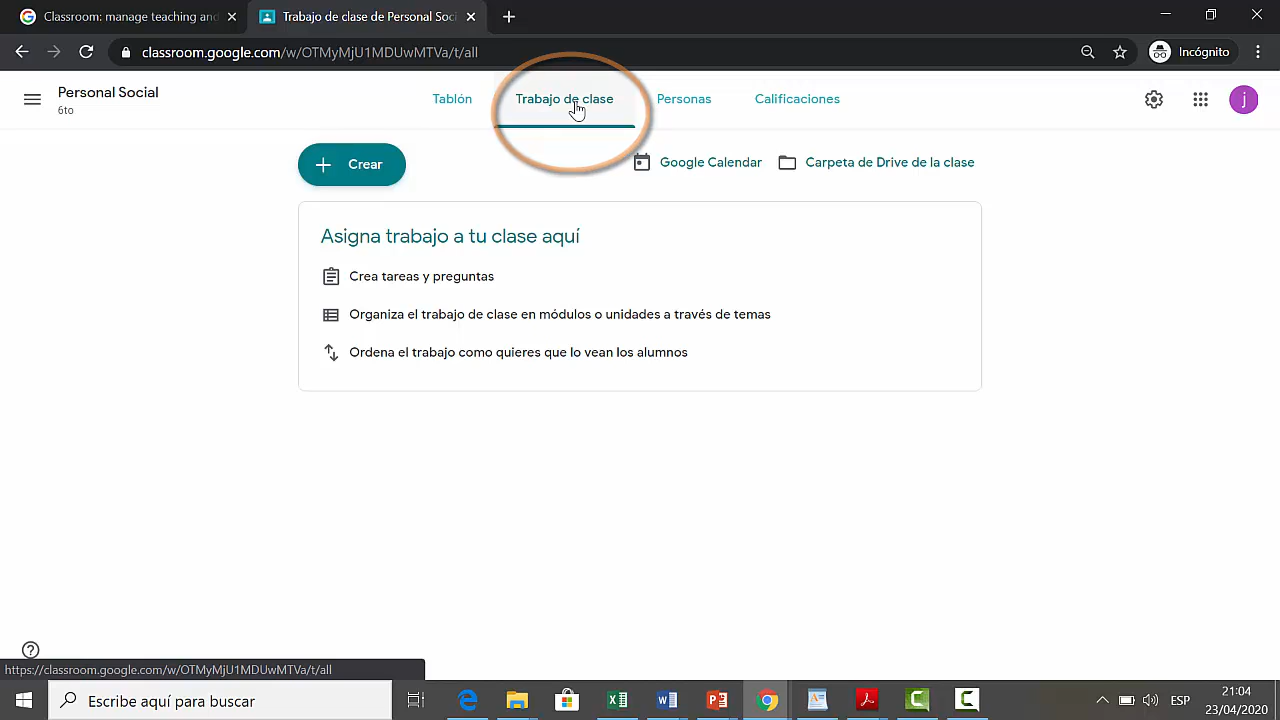 Classroom: manage teaching and
Trabajo de clase de Personal Soci
classroom.google.com/w/OTMyMjU1MDUwMTVa/t/all
Incógnito
Personal Social
6to
Tablón
Trabajo de clase
Personas
Calificaciones
j
Crear
Google Calendar
Carpeta de Drive de la clase
Asigna trabajo a tu clase aquí
Crea tareas y preguntas
Organiza el trabajo de clase en módulos o unidades a través de temas
Ordena el trabajo como quieres que lo vean los alumnos
https://classroom.google.com/w/OTMyMjU1MDUwMTVa/t/all
Escribe aquí para buscar
ESP
21:04
23/04/2020